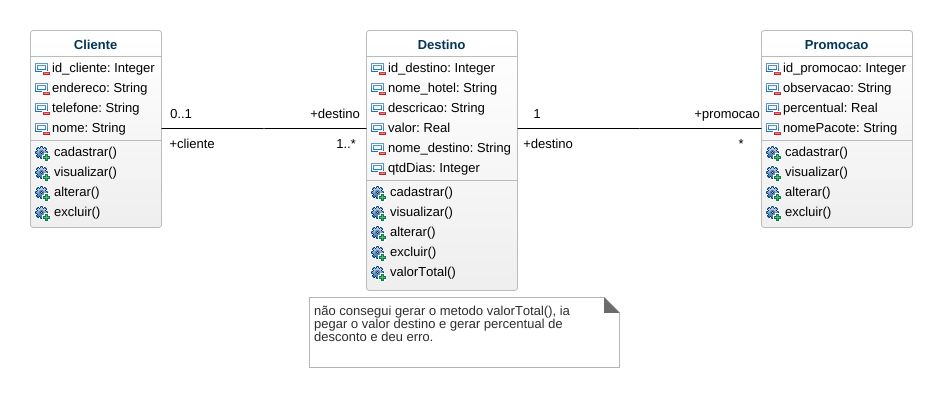 Cliente
id_cliente: Integer
endereco: String
telefone: String
nome: String
cadastrar()
visualizar()
alterar()
excluir()
0..1
+cliente
+destino
1..*
Destino
id_destino: Integer
nome_hotel: String
descricao: String
valor: Real
nome_destino: String
qtdDias: Integer
cadastrar()
visualizar()
alterar()
excluir()
valorTotal()
1
+destino
+promocao
*
Promocao
id_promocao: Integer
observacao: String
percentual: Real
nomePacote: String
cadastrar()
visualizar()
alterar()
excluir()
não consegui gerar o metodo valorTotal(), ia
pegar o valor destino e gerar percentual de
desconto e deu erro.